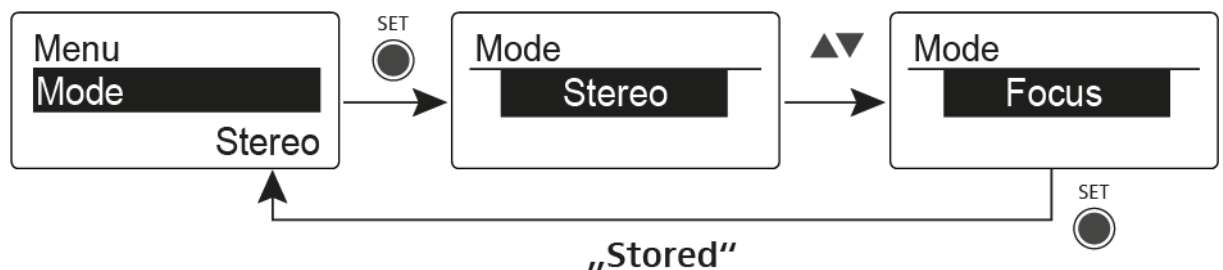 Menu
Mode
Stereo
SET
Mode
Stereo
Mode
Focus
SET
„Stored“